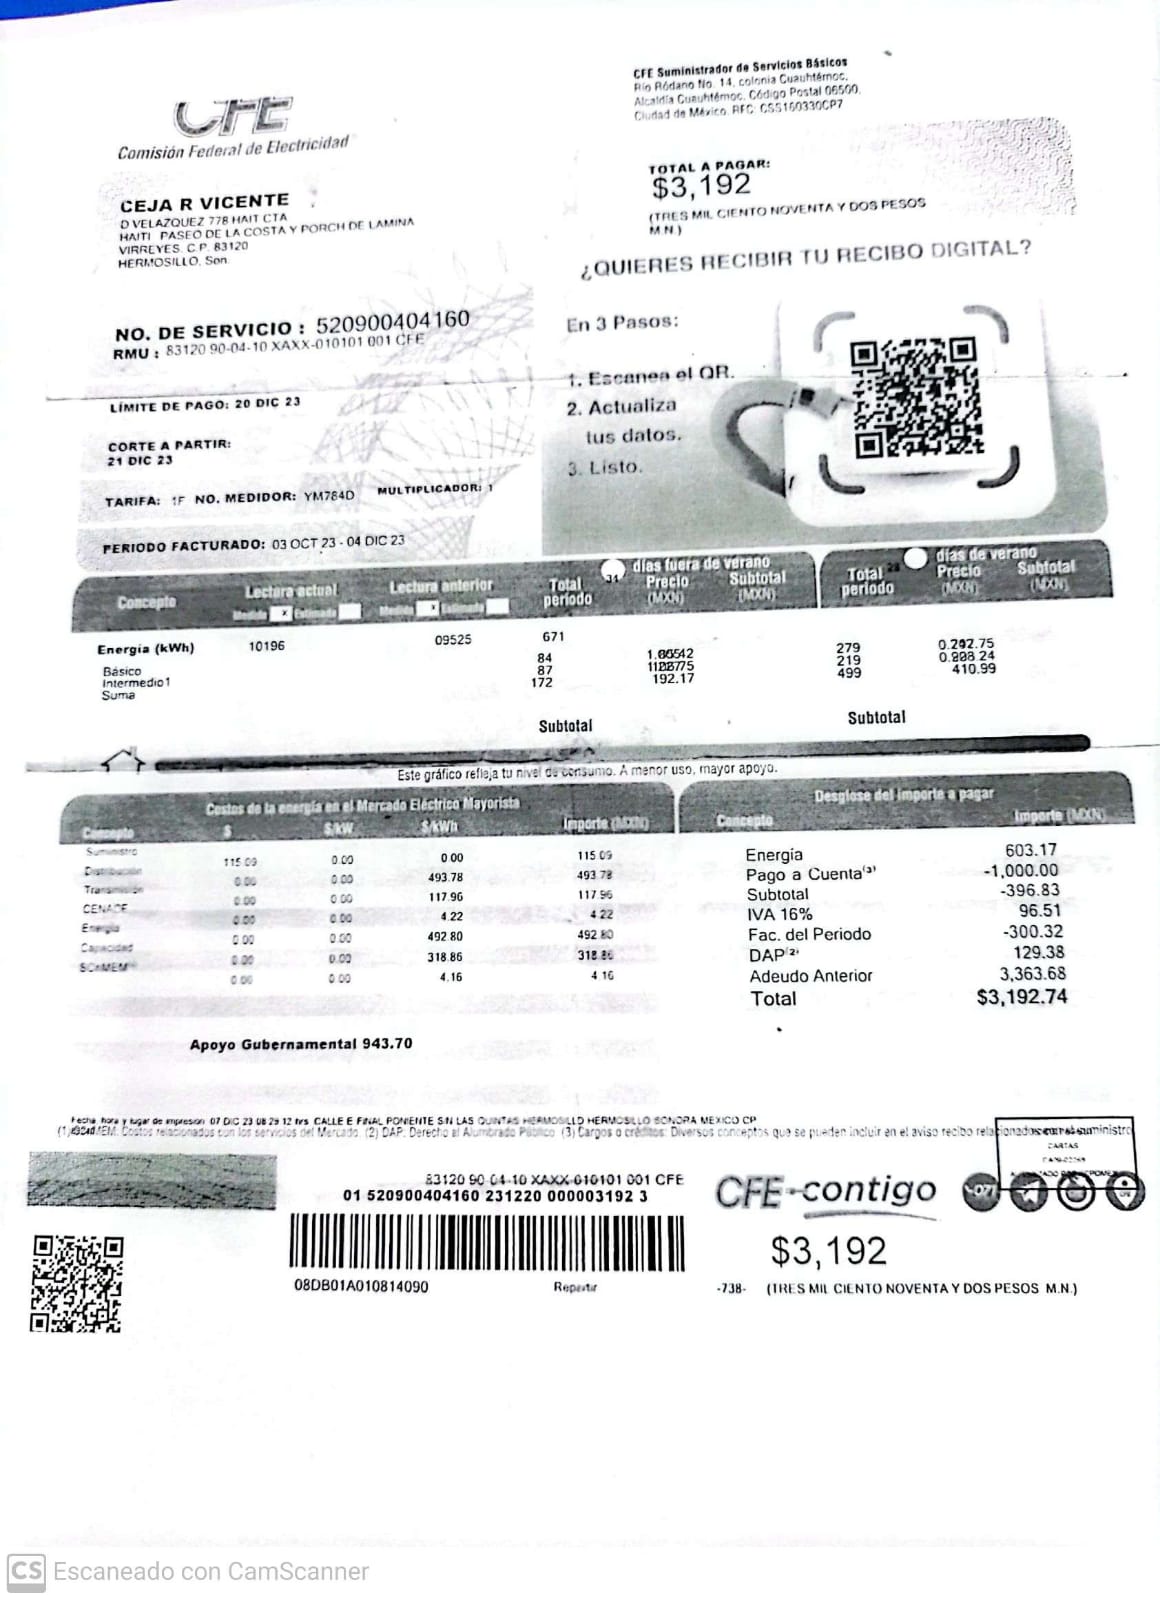 CFE
Comisión Federal de Electricidad
CFE Suministrador de Servicios Básicos
Río Ródano No. 14, colonia Cuauhtémoc,
Alcaldía Cuauhtémoc, Código Postal 06500,
Ciudad de México. RFC CSS160330CP7
TOTAL A PAGAR:
$3,192
(TRES MIL CIENTO NOVENTA Y DOS PESOS
M.N.)
CEJA R VICENTE
D VELAZQUEZ 778 HAIT CTA
HAITI PASEO DE LA COSTA Y PORCH DE LAMINA
VIRREYES C.P. 83120
HERMOSILLO, Son.
¿QUIERES RECIBIR TU RECIBO DIGITAL?
En 3 Pasos:
1. Escanea el QR.
2. Actualiza
tus datos.
3. Listo.
NO. DE SERVICIO : 520900404160
RMU : 83120 90-04-10 XAXX-010101 001 CFE
LÍMITE DE PAGO: 20 DIC 23
CORTE A PARTIR:
21 DIC 23
TARIFA: 1F NO. MEDIDOR: YM784D MULTIPLICADOR: 1
PERIODO FACTURADO: 03 OCT 23 - 04 DIC 23
Concepto Lectura actual Lectura anterior Total periodo días fuera de verano Precio (MXN) Subtotal (MXN) Total periodo días de verano Precio (MXN) Subtotal (MXN)
Medida x Estimada Medida x Estimada
Energía (kWh) 10196 09525 671
Básico 84 279
Intermedio1 87 219
Suma 172 192.17 499 410.99
Subtotal Subtotal
Este gráfico refleja tu nivel de consumo. A menor uso, mayor apoyo.
Costos de la energía en el Mercado Eléctrico Mayorista
Concepto $ $/kW $/kWh Importe (MXN)
Suministro 115.09 0.00 0.00 115.09
Distribución 0.00 0.00 493.78 493.78
Transmisión 0.00 0.00 117.96 117.96
CENACE 0.00 0.00 4.22 4.22
Energía 0.00 0.00 492.80 492.80
Capacidad 0.00 0.00 318.86 318.86
SCnMEM 0.00 0.00 4.16 4.16
Apoyo Gubernamental 943.70
Desglose del importe a pagar
Concepto Importe (MXN)
Energía 603.17
Pago a Cuenta(3) -1,000.00
Subtotal -396.83
IVA 16% 96.51
Fac. del Periodo -300.32
DAP(2) 129.38
Adeudo Anterior 3,363.68
Total $3,192.74
Fecha, hora y lugar de impresión 07 DIC 23 08 29 12 hrs CALLE E FINAL PONIENTE S/N LAS QUINTAS HERMOSILLO HERMOSILLO SONORA MEXICO CP
Costos relacionados con los servicios del Mercado. (2) DAP: Derecho al Alumbrado Público (3) Cargos o créditos: Diversos conceptos que se pueden incluir en el aviso recibo relacionados suministro
CARTAS
83120 90-04-10 XAXX-010101 001 CFE
01 520900404160 231220 000003192 3
08DB01A010814090 Repartir
CFE-contigo
071
$3,192
-738- (TRES MIL CIENTO NOVENTA Y DOS PESOS M.N.)
CS Escaneado con CamScanner